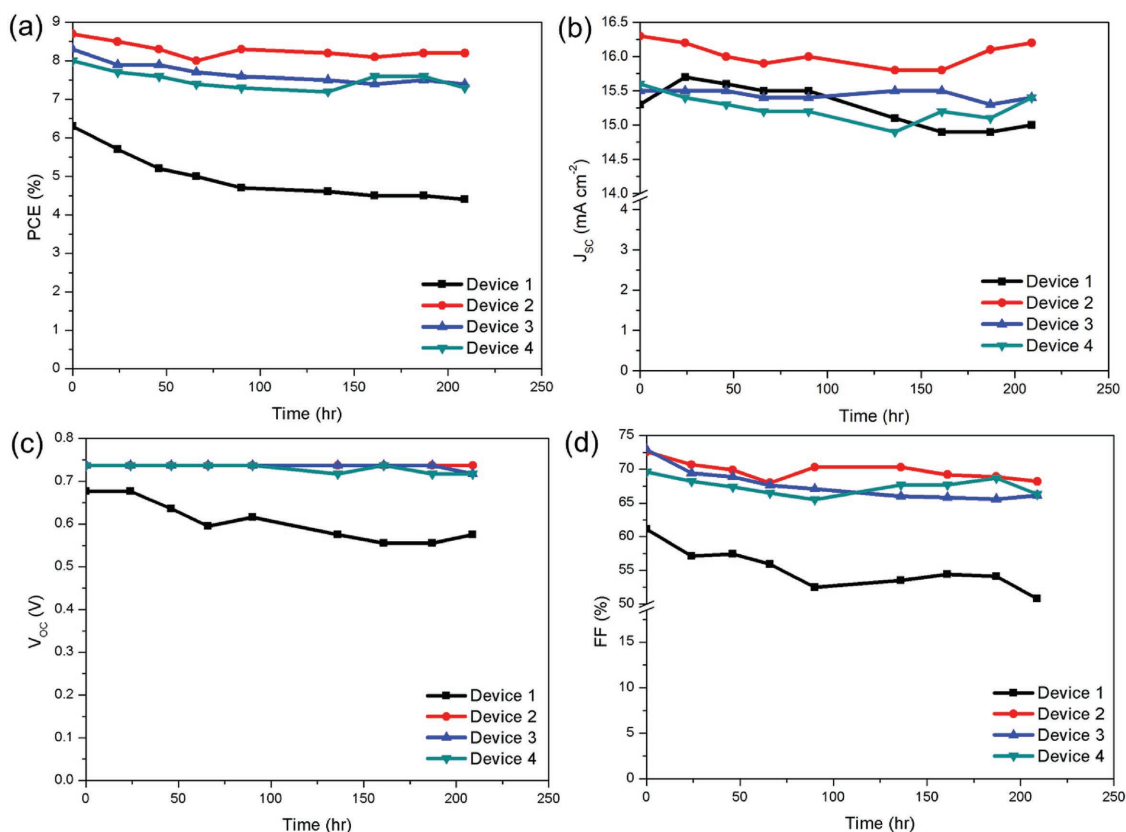 (a)
PCE (%)
9
8
7
6
5
4
3
2
1
0
0 50 100 150 200 250
Time (hr)
Device 1
Device 2
Device 3
Device 4
(b)
J_SC (mA cm⁻²)
16.5
16.0
15.5
15.0
14.5
14.0
4
3
2
1
0
0 50 100 150 200 250
Time (hr)
Device 1
Device 2
Device 3
Device 4
(c)
V_OC (V)
0.8
0.7
0.6
0.5
0.4
0.3
0.2
0.1
0.0
0 50 100 150 200 250
Time (hr)
Device 1
Device 2
Device 3
Device 4
(d)
FF (%)
75
70
65
60
55
50
15
10
5
0
0 50 100 150 200 250
Time (hr)
Device 1
Device 2
Device 3
Device 4